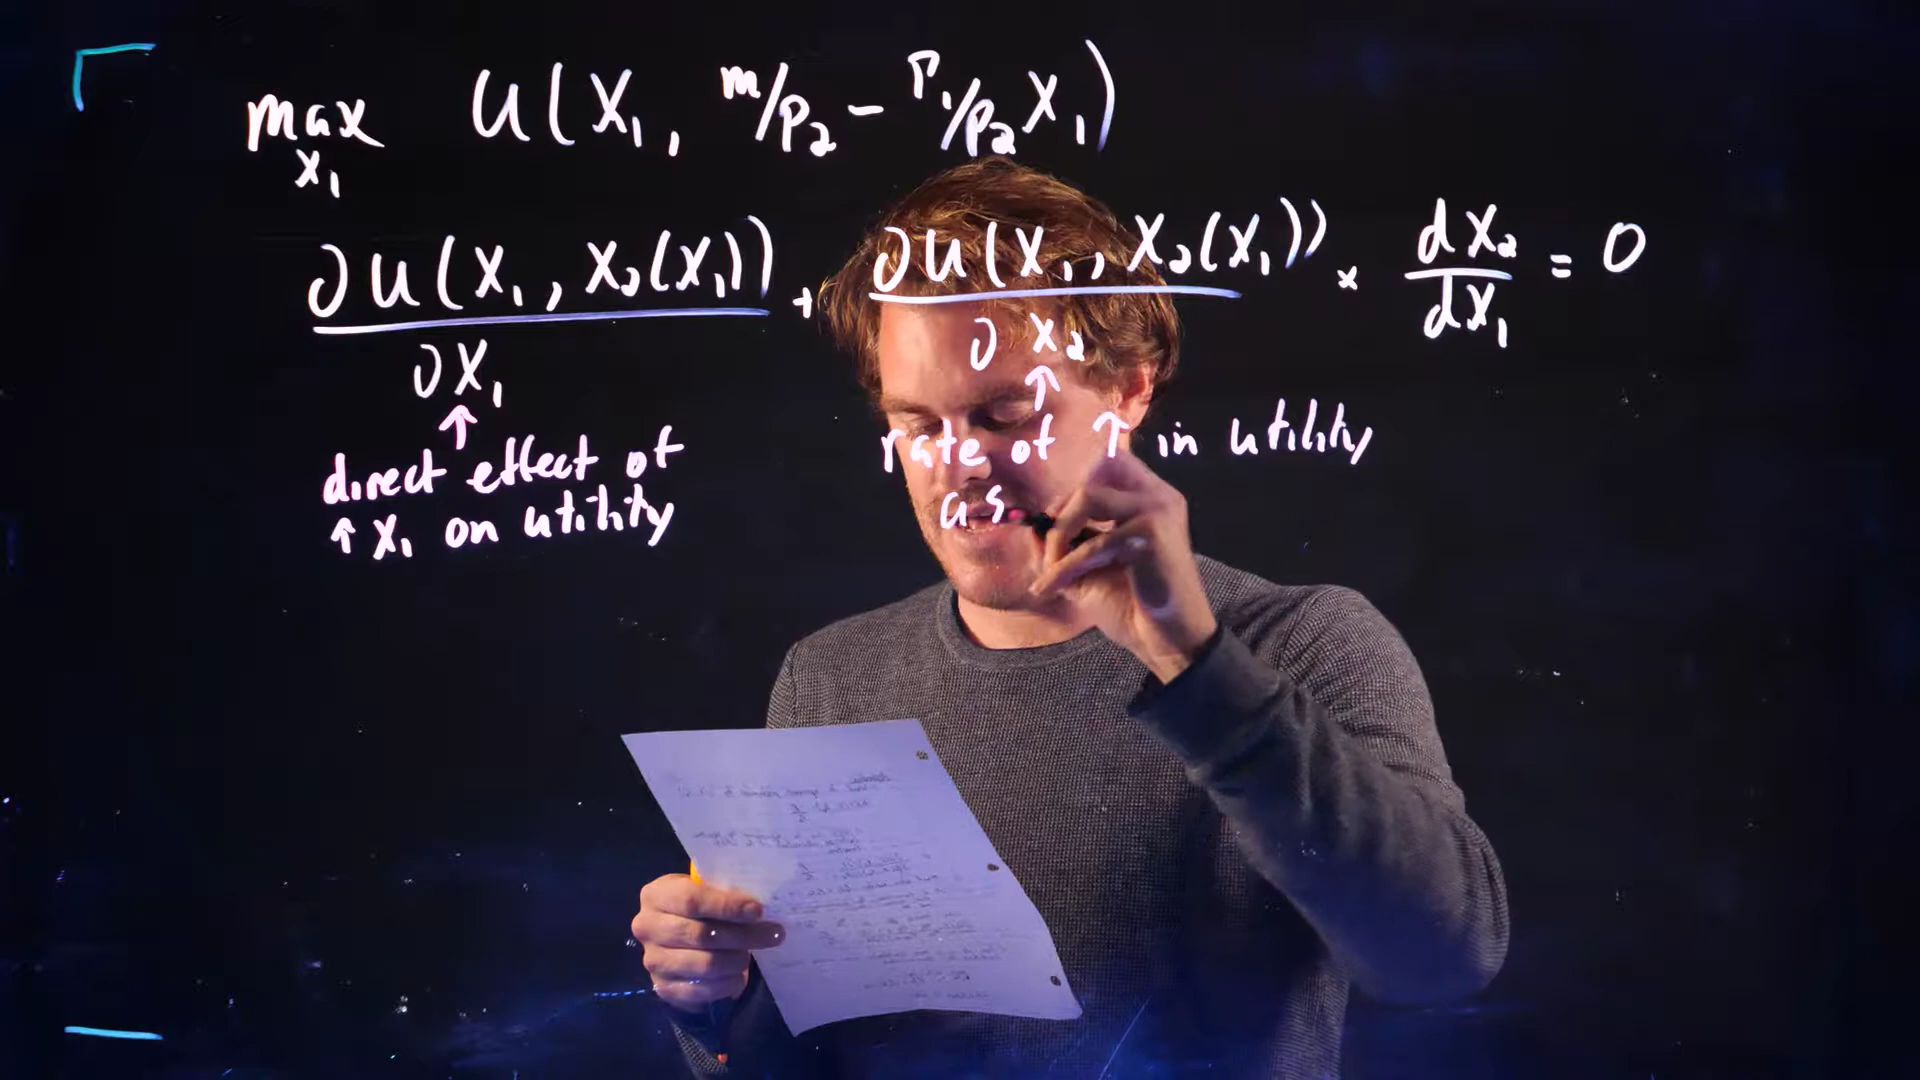 max U(X₁, m/p₂ - P₁/p₂ X₁)
X₁
∂U(X₁, X₂(X₁)) + ∂U(X₁, X₂(X₁)) × dX₂ = 0
∂X₁ ∂X₂ dX₁
↑ ↑
direct effect of rate of ↑ in utility
↑ X₁ on utility as